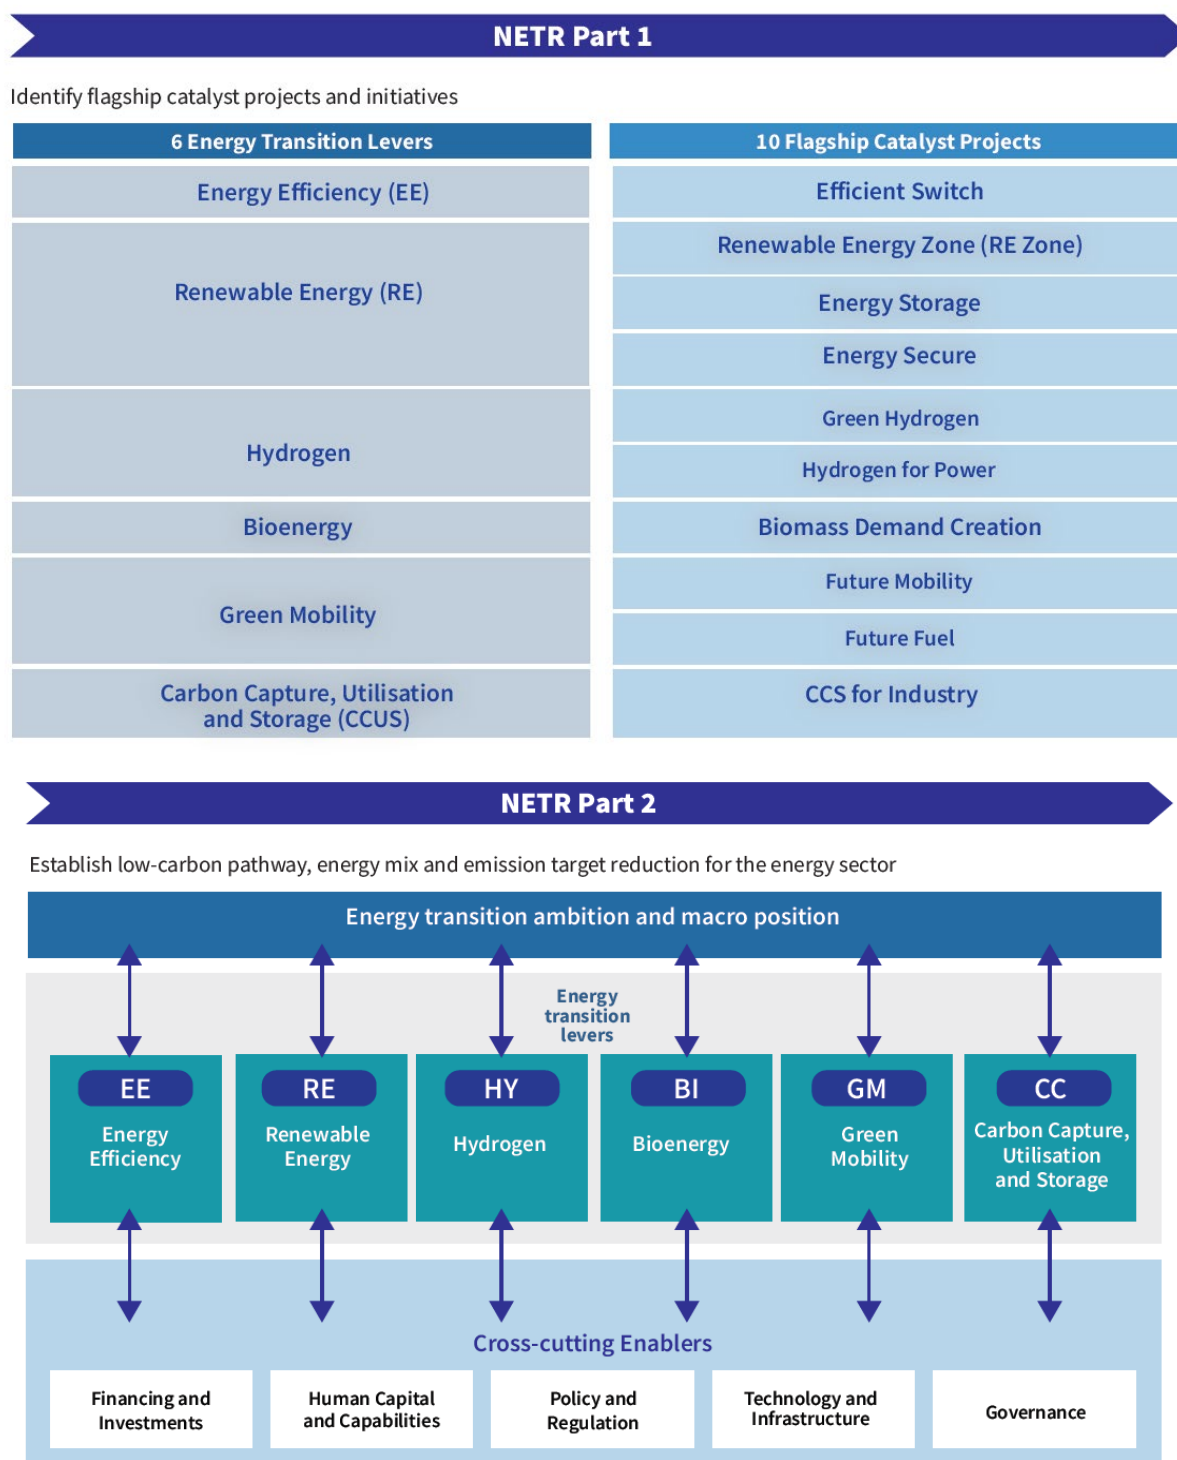 NETR Part 1
Identify flagship catalyst projects and initiatives
6 Energy Transition Levers
10 Flagship Catalyst Projects
Energy Efficiency (EE)
Efficient Switch
Renewable Energy (RE)
Renewable Energy Zone (RE Zone)
Energy Storage
Energy Secure
Hydrogen
Green Hydrogen
Hydrogen for Power
Bioenergy
Biomass Demand Creation
Green Mobility
Future Mobility
Future Fuel
Carbon Capture, Utilisation
and Storage (CCUS)
CCS for Industry
NETR Part 2
Establish low-carbon pathway, energy mix and emission target reduction for the energy sector
Energy transition ambition and macro position
Energy
transition
levers
EE
Energy
Efficiency
RE
Renewable
Energy
HY
Hydrogen
BI
Bioenergy
GM
Green
Mobility
CC
Carbon Capture,
Utilisation
and Storage
Cross-cutting Enablers
Financing and
Investments
Human Capital
and Capabilities
Policy and
Regulation
Technology and
Infrastructure
Governance